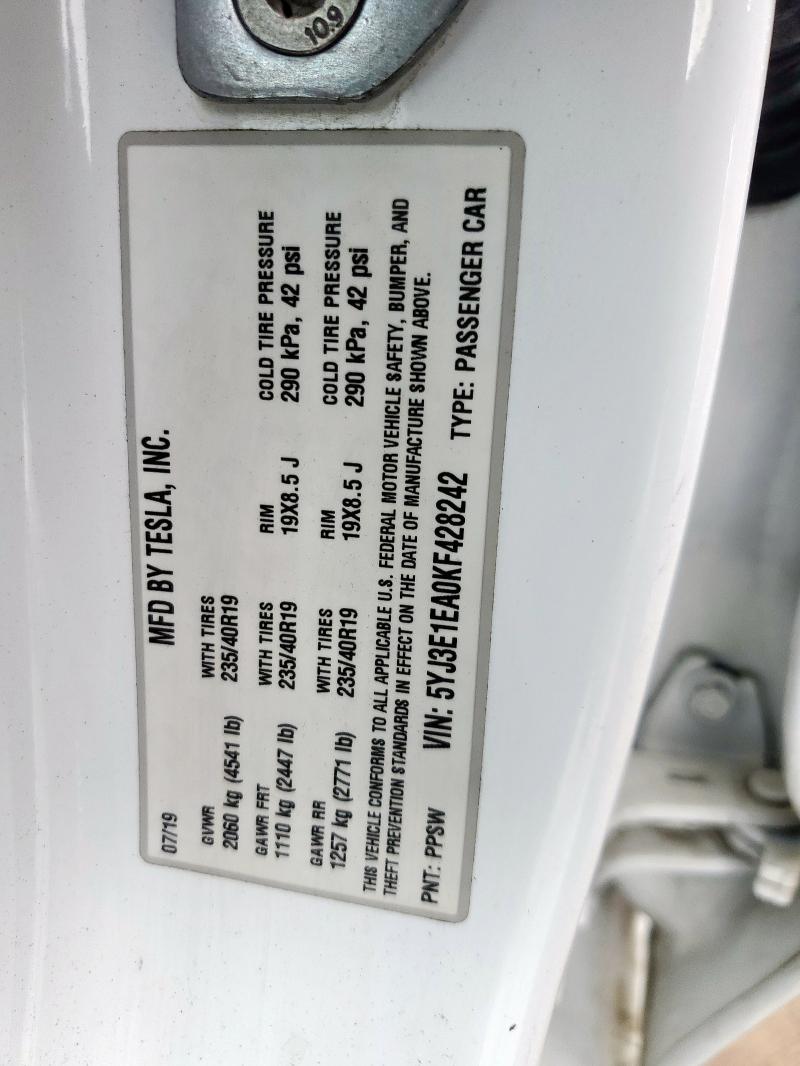 10.9
07/19 MFD BY TESLA, INC.
GVWR WITH TIRES
2060 kg (4541 lb) 235/40R19
GAWR FRT WITH TIRES RIM COLD TIRE PRESSURE
1110 kg (2447 lb) 235/40R19 19X8.5 J 290 kPa, 42 psi
GAWR RR WITH TIRES RIM COLD TIRE PRESSURE
1257 kg (2771 lb) 235/40R19 19X8.5 J 290 kPa, 42 psi
THIS VEHICLE CONFORMS TO ALL APPLICABLE U.S. FEDERAL MOTOR VEHICLE SAFETY, BUMPER, AND
THEFT PREVENTION STANDARDS IN EFFECT ON THE DATE OF MANUFACTURE SHOWN ABOVE.
PNT: PPSW VIN: 5YJ3E1EA0KF428242 TYPE: PASSENGER CAR